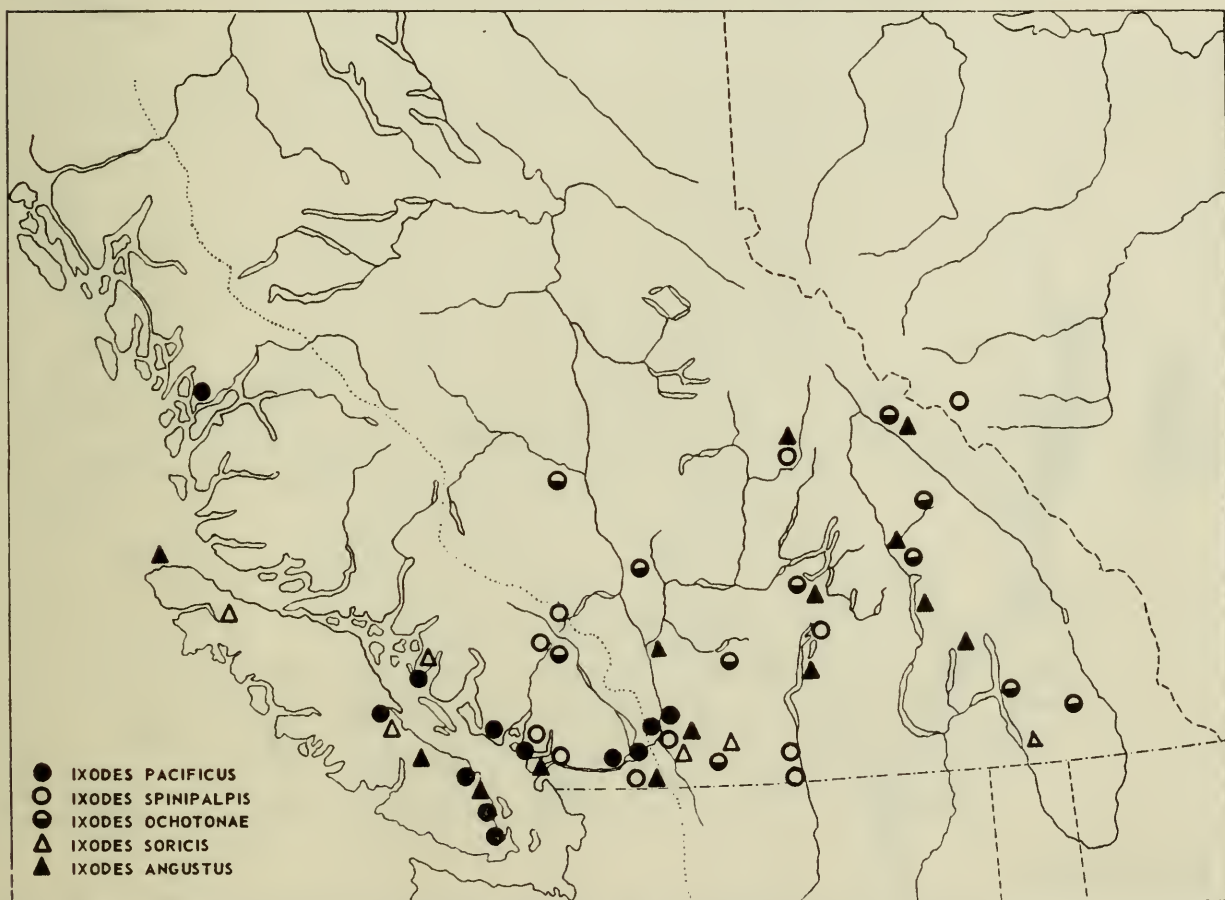 IXODES PACIFICUS
IXODES SPINIPALPIS
IXODES OCHOTONAE
IXODES SORICIS
IXODES ANGUSTUS